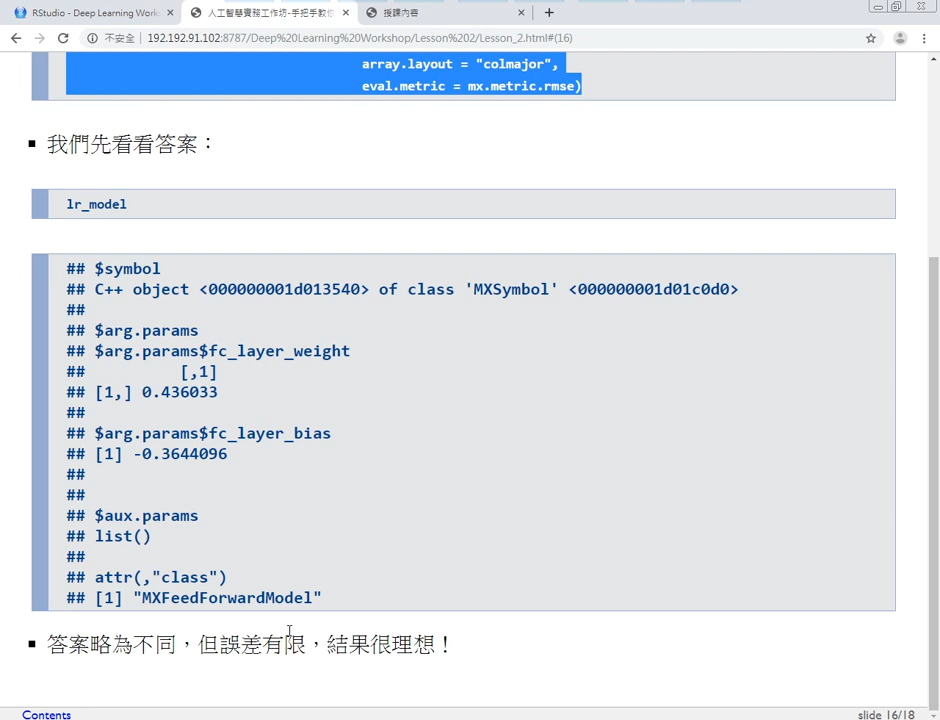 RStudio - Deep Learning Work
人工智慧實務工作坊-手把手教你
授課內容
不安全
192.192.91.102:8787/Deep%20Learning%20Workshop/Lesson%202/Lesson_2.html#(16)
array.layout = "colmajor",
eval.metric = mx.metric.rmse)
我們先看看答案：
lr_model
## $symbol
## C++ object <000000001d013540> of class 'MXSymbol' <000000001d01c0d0>
##
## $arg.params
## $arg.params$fc_layer_weight
##          [,1]
## [1,] 0.436033
##
## $arg.params$fc_layer_bias
## [1] -0.3644096
##
##
## $aux.params
## list()
##
## attr(,"class")
## [1] "MXFeedForwardModel"
答案略為不同，但誤差有限，結果很理想！
Contents
slide 16/18